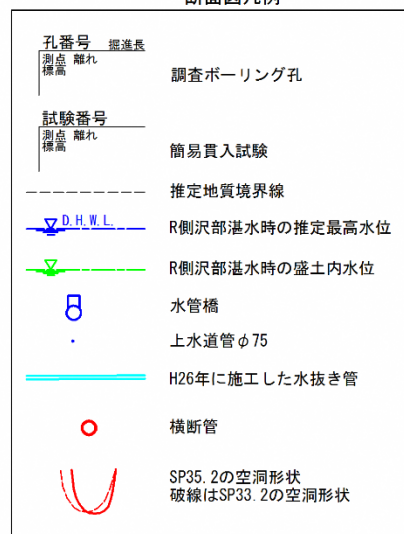 断面図凡例
孔番号 掘進長
測点 離れ
標高
調査ボーリング孔
試験番号
測点 離れ
標高
簡易貫入試験
推定地質境界線
D.H.W.L.
R側沢部湛水時の推定最高水位
R側沢部湛水時の盛土内水位
水管橋
上水道管φ75
H26年に施工した水抜き管
横断管
SP35.2の空洞形状
破線はSP33.2の空洞形状